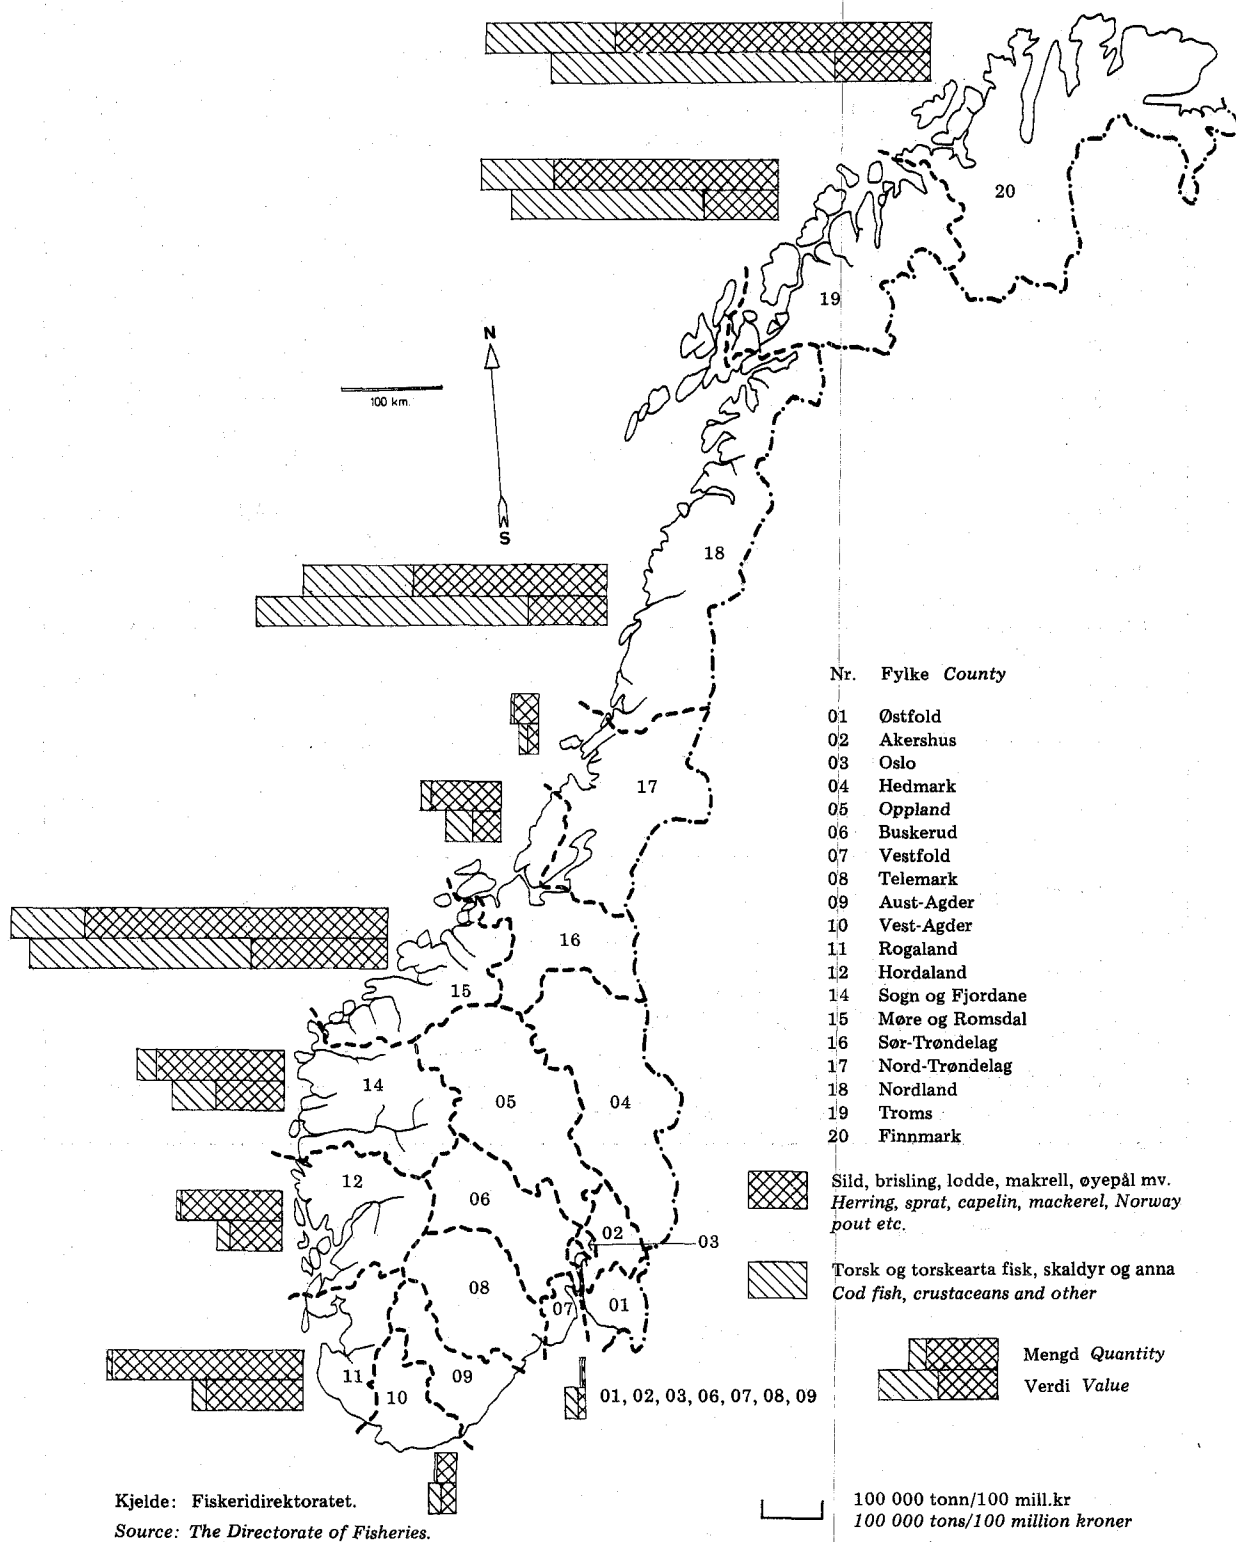 20
19
N
100 km.
S
18
Nr. Fylke County
01 Østfold
02 Akershus
03 Oslo
04 Hedmark
05 Oppland
06 Buskerud
07 Vestfold
08 Telemark
09 Aust-Agder
10 Vest-Agder
11 Rogaland
12 Hordaland
14 Sogn og Fjordane
15 Møre og Romsdal
16 Sør-Trøndelag
17 Nord-Trøndelag
18 Nordland
19 Troms
20 Finnmark
17
16
15
14
05
04
12
06
02
03
08
07
01
11
10
09
Sild, brisling, lodde, makrell, øyepål mv.
Herring, sprat, capelin, mackerel, Norway
pout etc.
Torsk og torskearta fisk, skaldyr og anna
Cod fish, crustaceans and other
Mengd Quantity
Verdi Value
01, 02, 03, 06, 07, 08, 09
Kjelde: Fiskeridirektoratet.
Source: The Directorate of Fisheries.
100 000 tonn/100 mill.kr
100 000 tons/100 million kroner